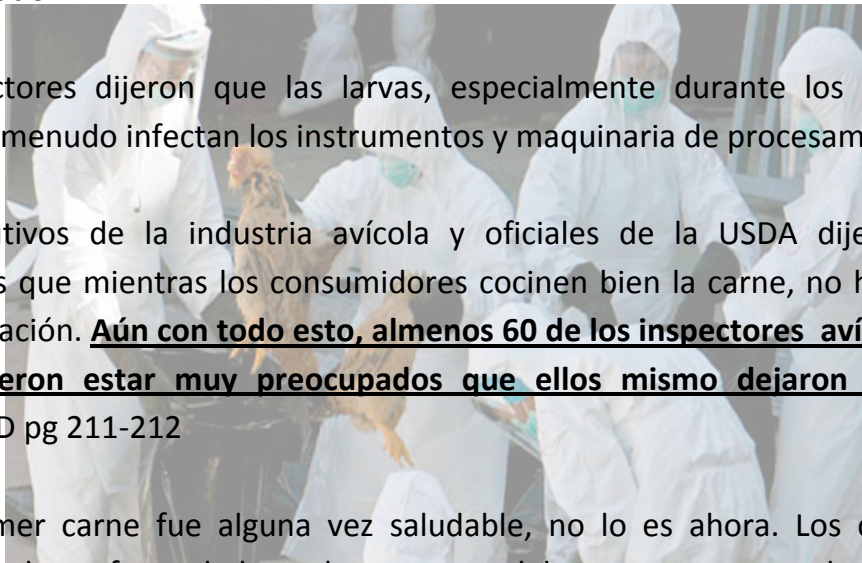 ctores dijeron que las larvas, especialmente durante los
menudo infectan los instrumentos y maquinaria de procesam
tivos de la industria avícola y oficiales de la USDA dije
s que mientras los consumidores cocinen bien la carne, no h
ación. Aún con todo esto, almenos 60 de los inspectores aví
eron estar muy preocupados que ellos mismo dejaron
D pg 211-212
mer carne fue alguna vez saludable, no lo es ahora. Los